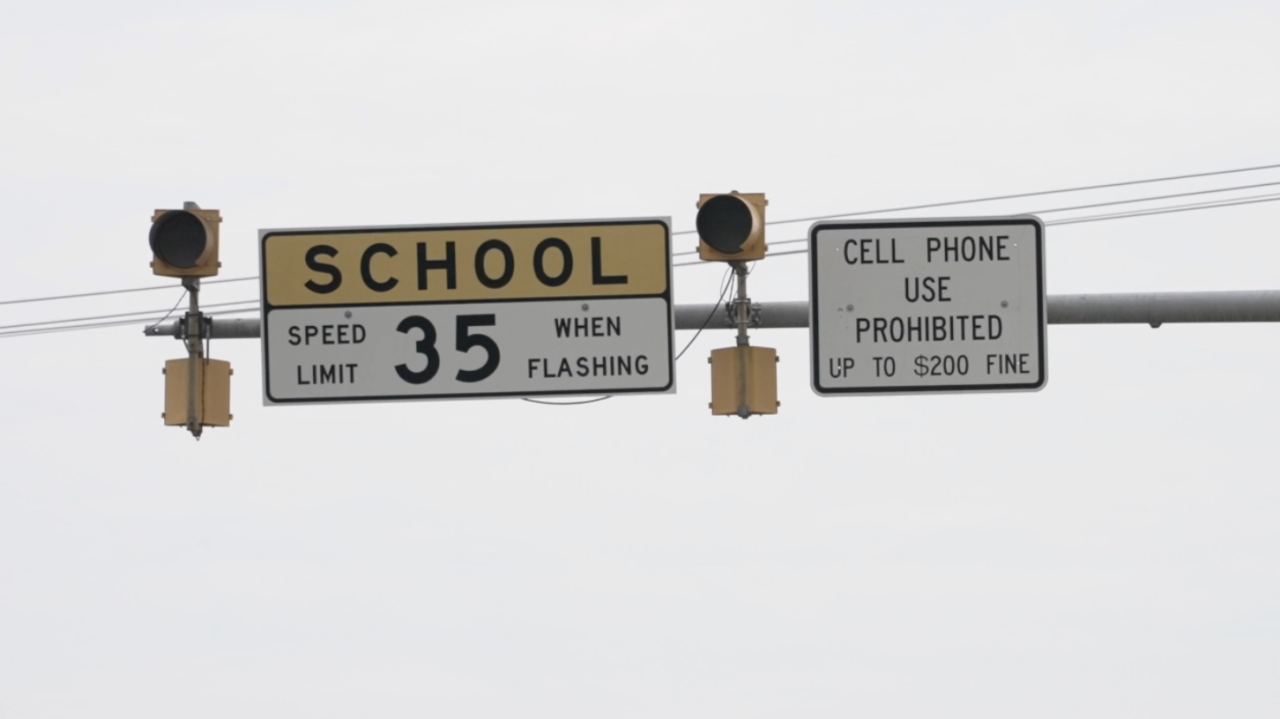 SCHOOL
SPEED LIMIT 35 WHEN FLASHING
CELL PHONE
USE
PROHIBITED
UP TO $200 FINE